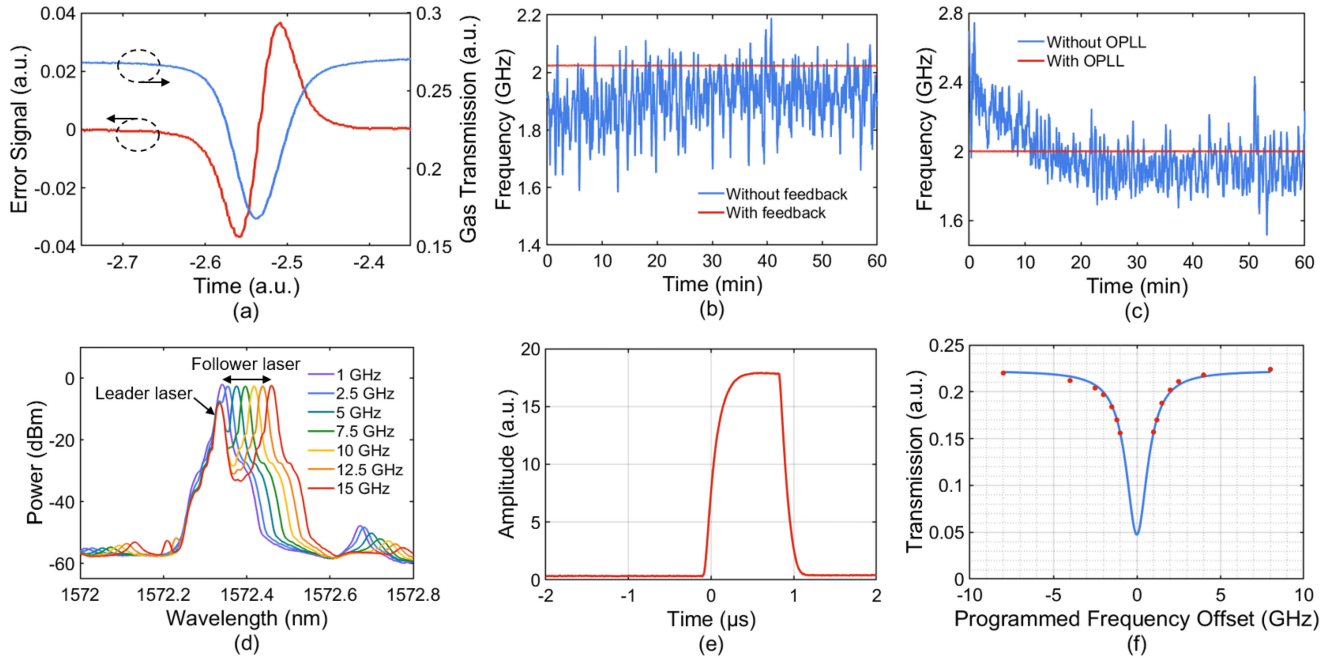 0.04
0.02
0
-0.02
-0.04
Error Signal (a.u.)
0.3
0.25
0.2
0.15
Gas Transmission (a.u.)
-2.7
-2.6
-2.5
-2.4
Time (a.u.)
(a)
2.2
2
1.8
1.6
1.4
Frequency (GHz)
Without feedback
With feedback
0
10
20
30
40
50
60
Time (min)
(b)
2.8
2.4
2
1.6
Frequency (GHz)
Without OPLL
With OPLL
0
10
20
30
40
50
60
Time (min)
(c)
0
-20
-40
-60
Power (dBm)
Follower laser
Leader laser
1 GHz
2.5 GHz
5 GHz
7.5 GHz
10 GHz
12.5 GHz
15 GHz
1572
1572.2
1572.4
1572.6
1572.8
Wavelength (nm)
(d)
20
15
10
5
0
Amplitude (a.u.)
-2
-1
0
1
2
Time (μs)
(e)
0.25
0.2
0.15
0.1
0.05
0
Transmission (a.u.)
-10
-5
0
5
10
Programmed Frequency Offset (GHz)
(f)